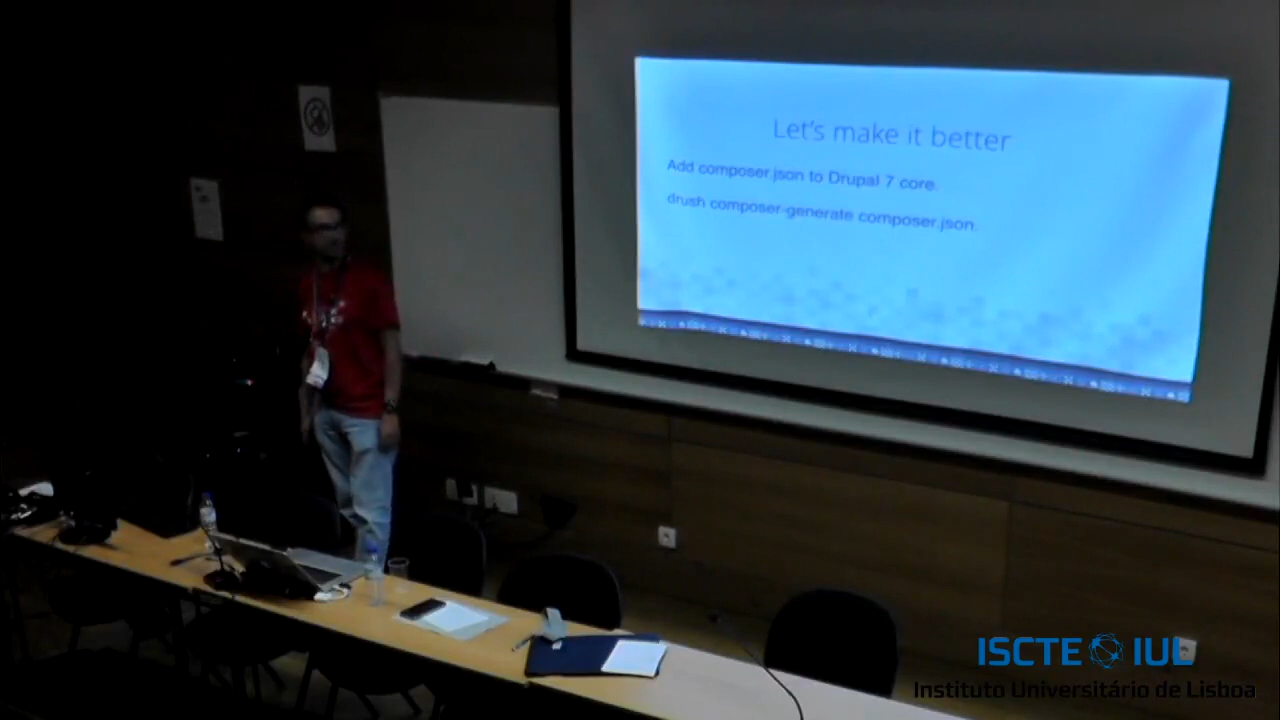 Let's make it better
Add composer.json to Drupal 7 core.
drush composer-generate composer.json.
ISCTE IUL
Instituto Universitário de Lisboa